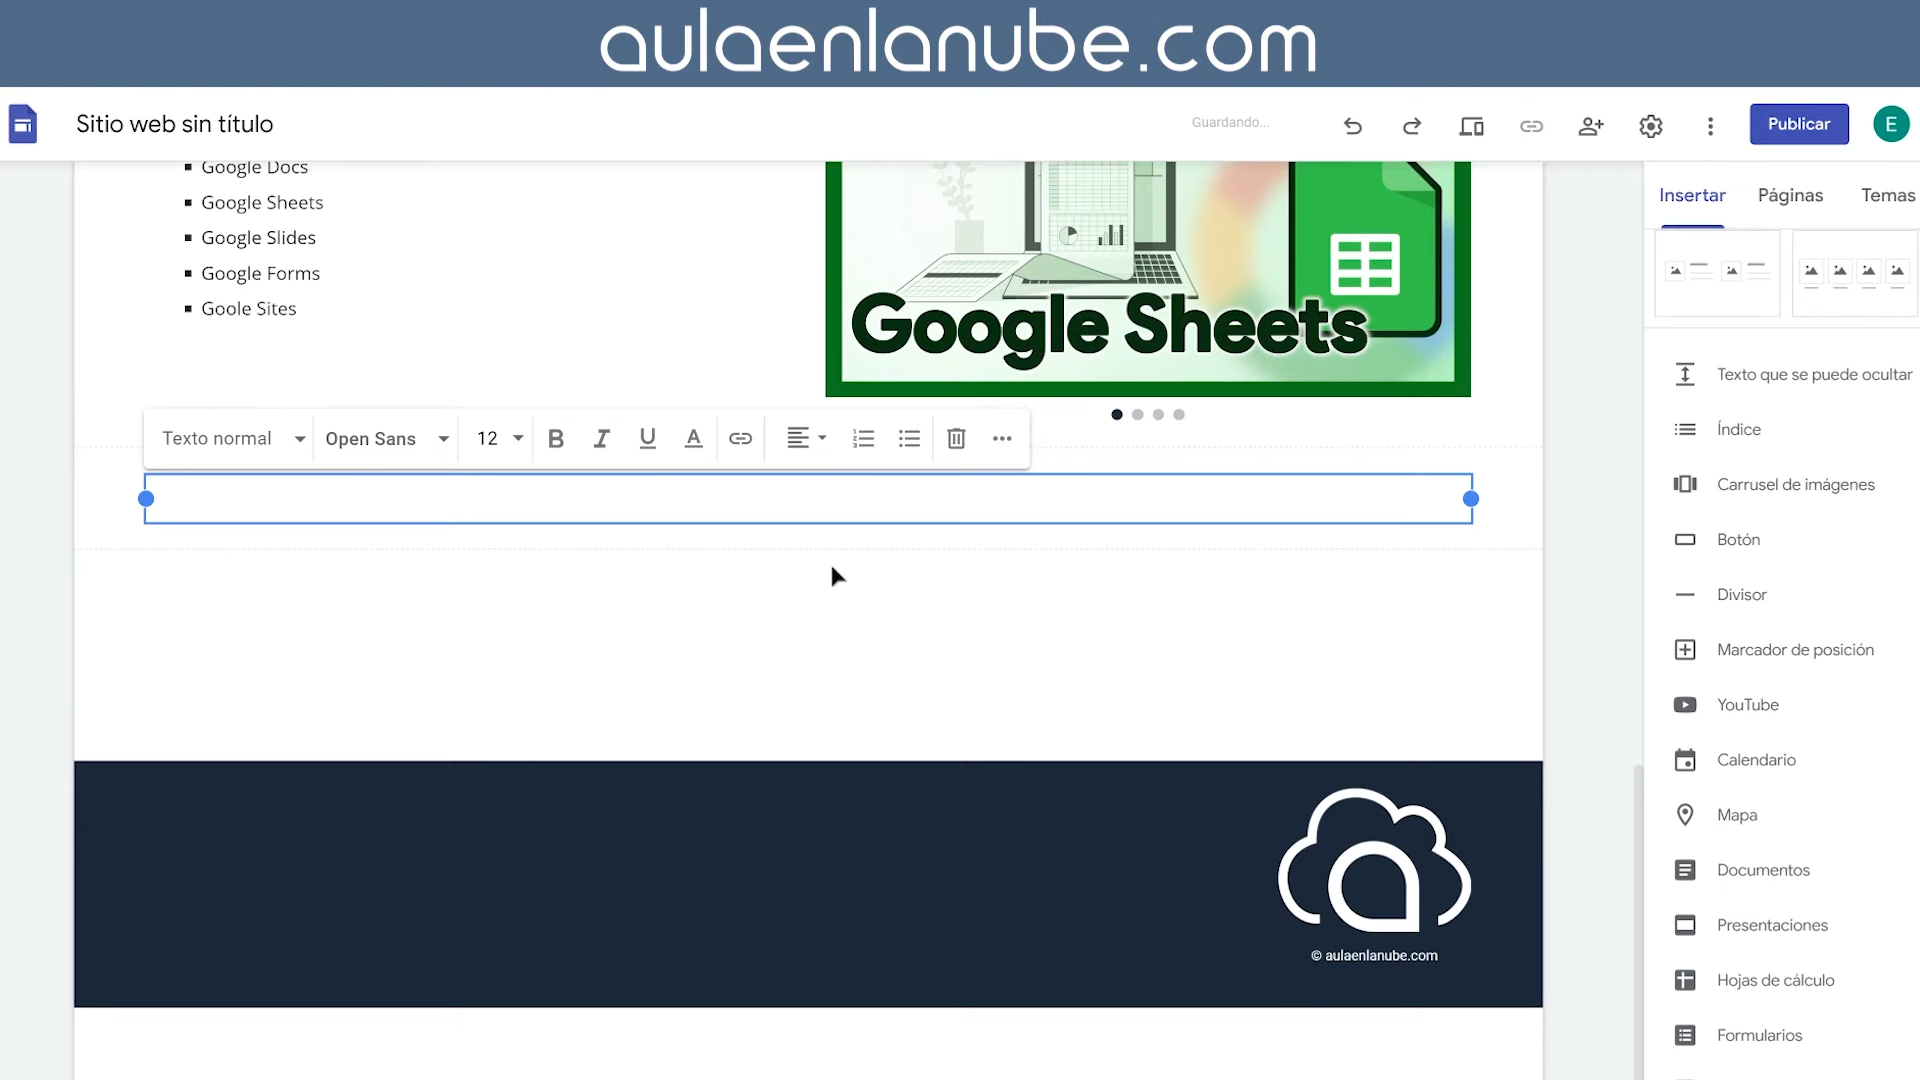 aulaenlanube.com
Sitio web sin título
Guardando...
Publicar
E
Insertar
Páginas
Temas
Google Docs
Google Sheets
Google Slides
Google Forms
Goole Sites
Google Sheets
Texto normal
Open Sans
12
B
I
U
A
Texto que se puede ocultar
Índice
Carrusel de imágenes
Botón
Divisor
Marcador de posición
YouTube
Calendario
Mapa
Documentos
Presentaciones
Hojas de cálculo
Formularios
© aulaenlanube.com